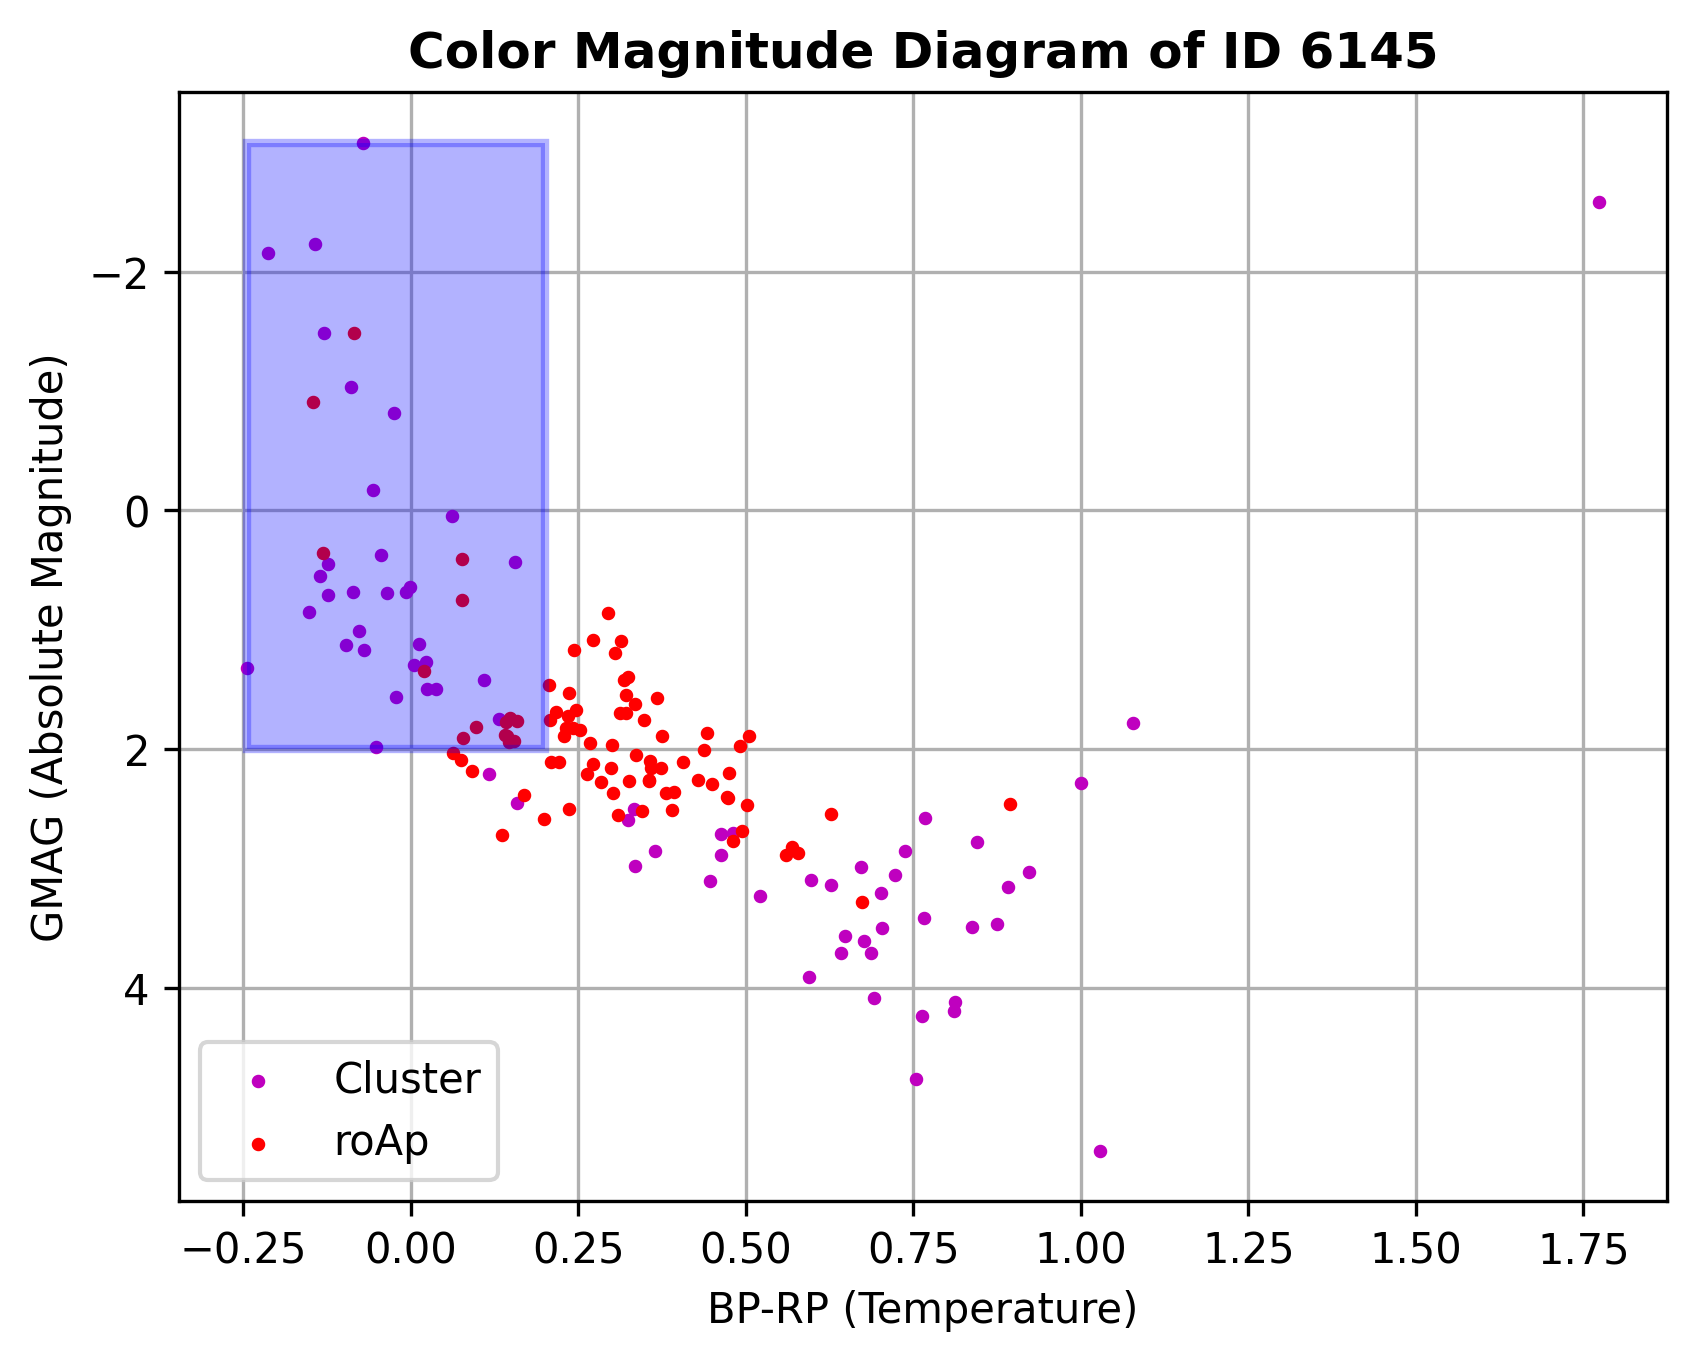 Color Magnitude Diagram of ID 6145
GMAG (Absolute Magnitude)
−2
0
2
4
Cluster
roAp
−0.25 0.00 0.25 0.50 0.75 1.00 1.25 1.50 1.75
BP-RP (Temperature)